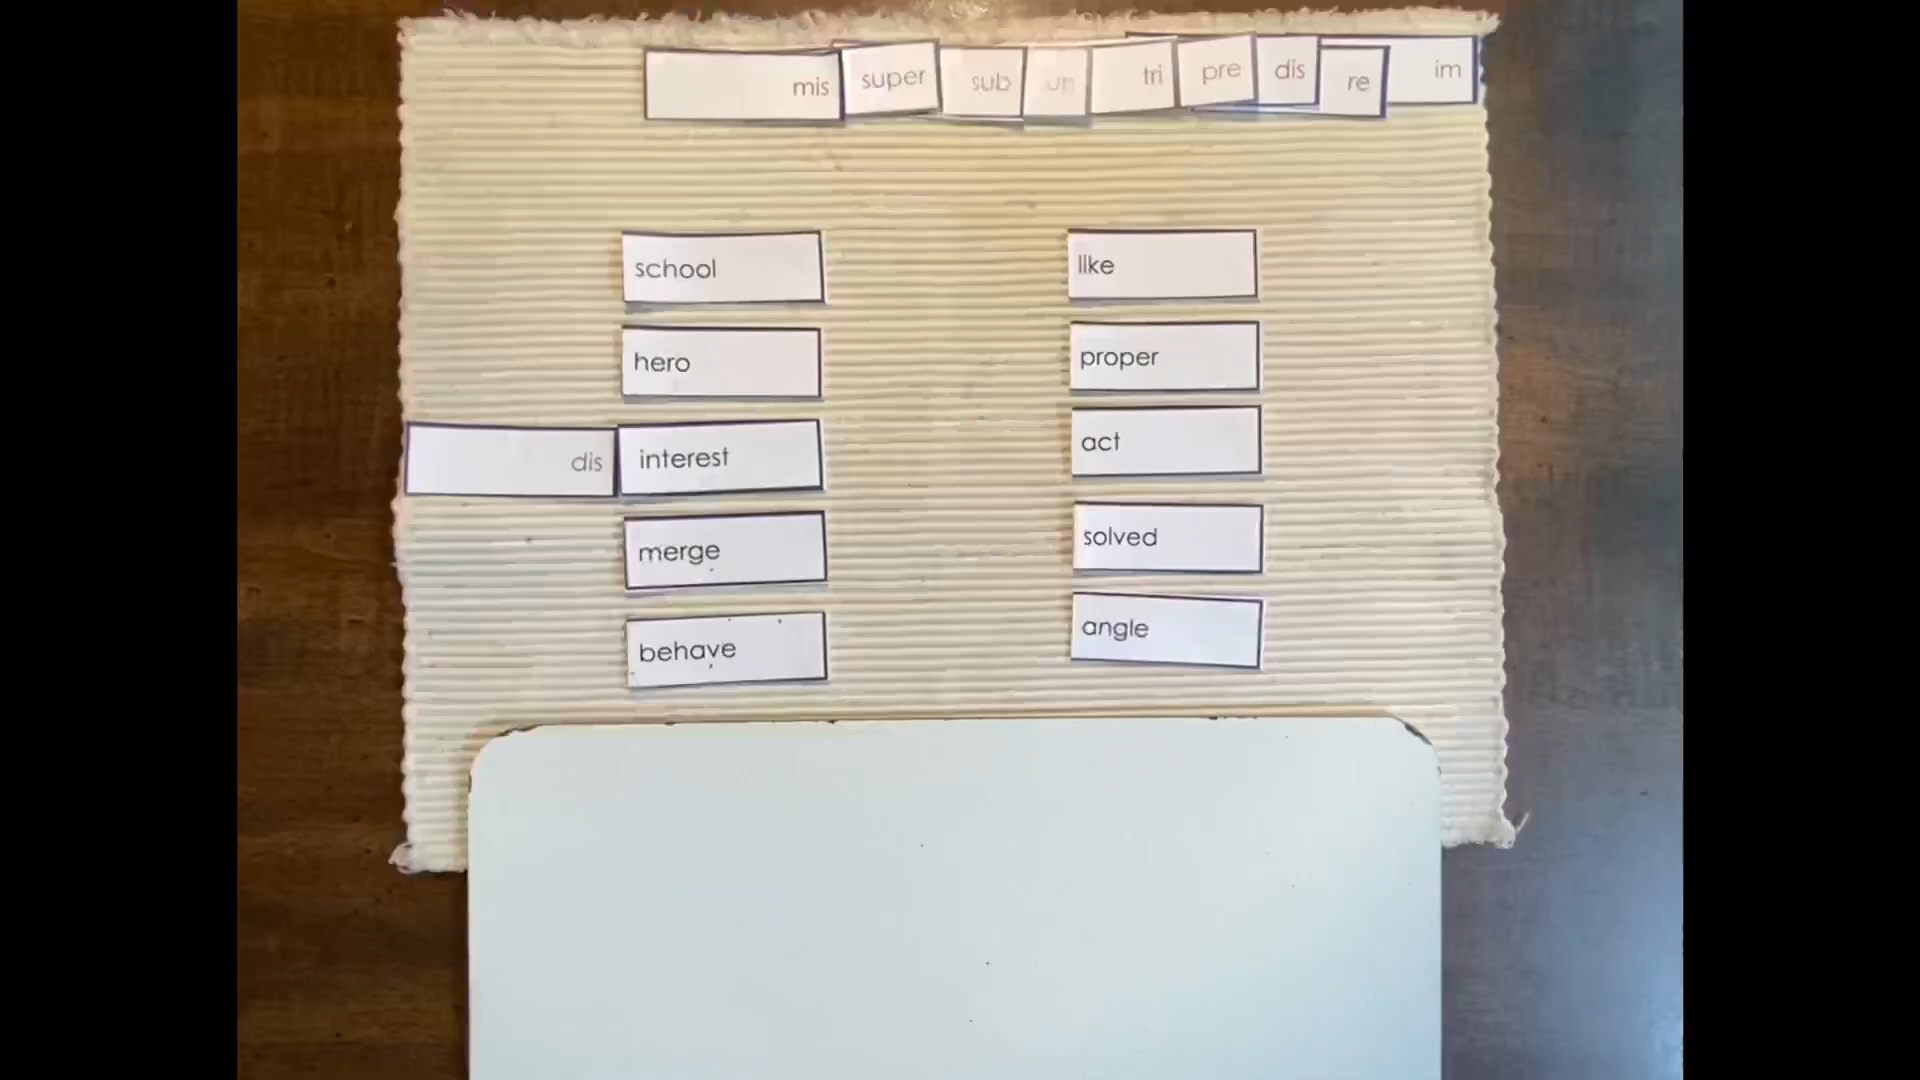 mis super sub un tri pre dis re im
school
hero
dis interest
merge
behave
like
proper
act
solved
angle